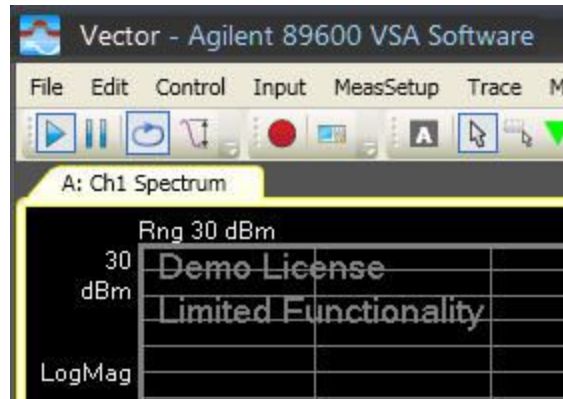 Vector - Agilent 89600 VSA Software
File Edit Control Input MeasSetup Trace M
A
A: Ch1 Spectrum
Rng 30 dBm
30
dBm
Demo License
Limited Functionality
LogMag